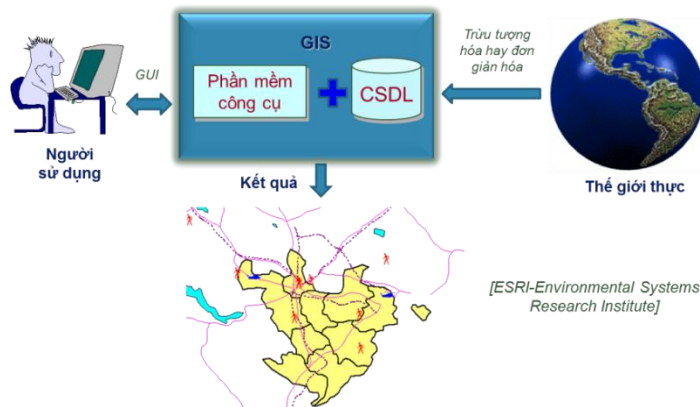 GIS
Trừu tượng
hóa hay đơn
giản hóa
GUI
Phần mềm
công cụ
CSDL
Người
sử dụng
Kết quả
Thế giới thực
[ESRI-Environmental Systems
Research Institute]